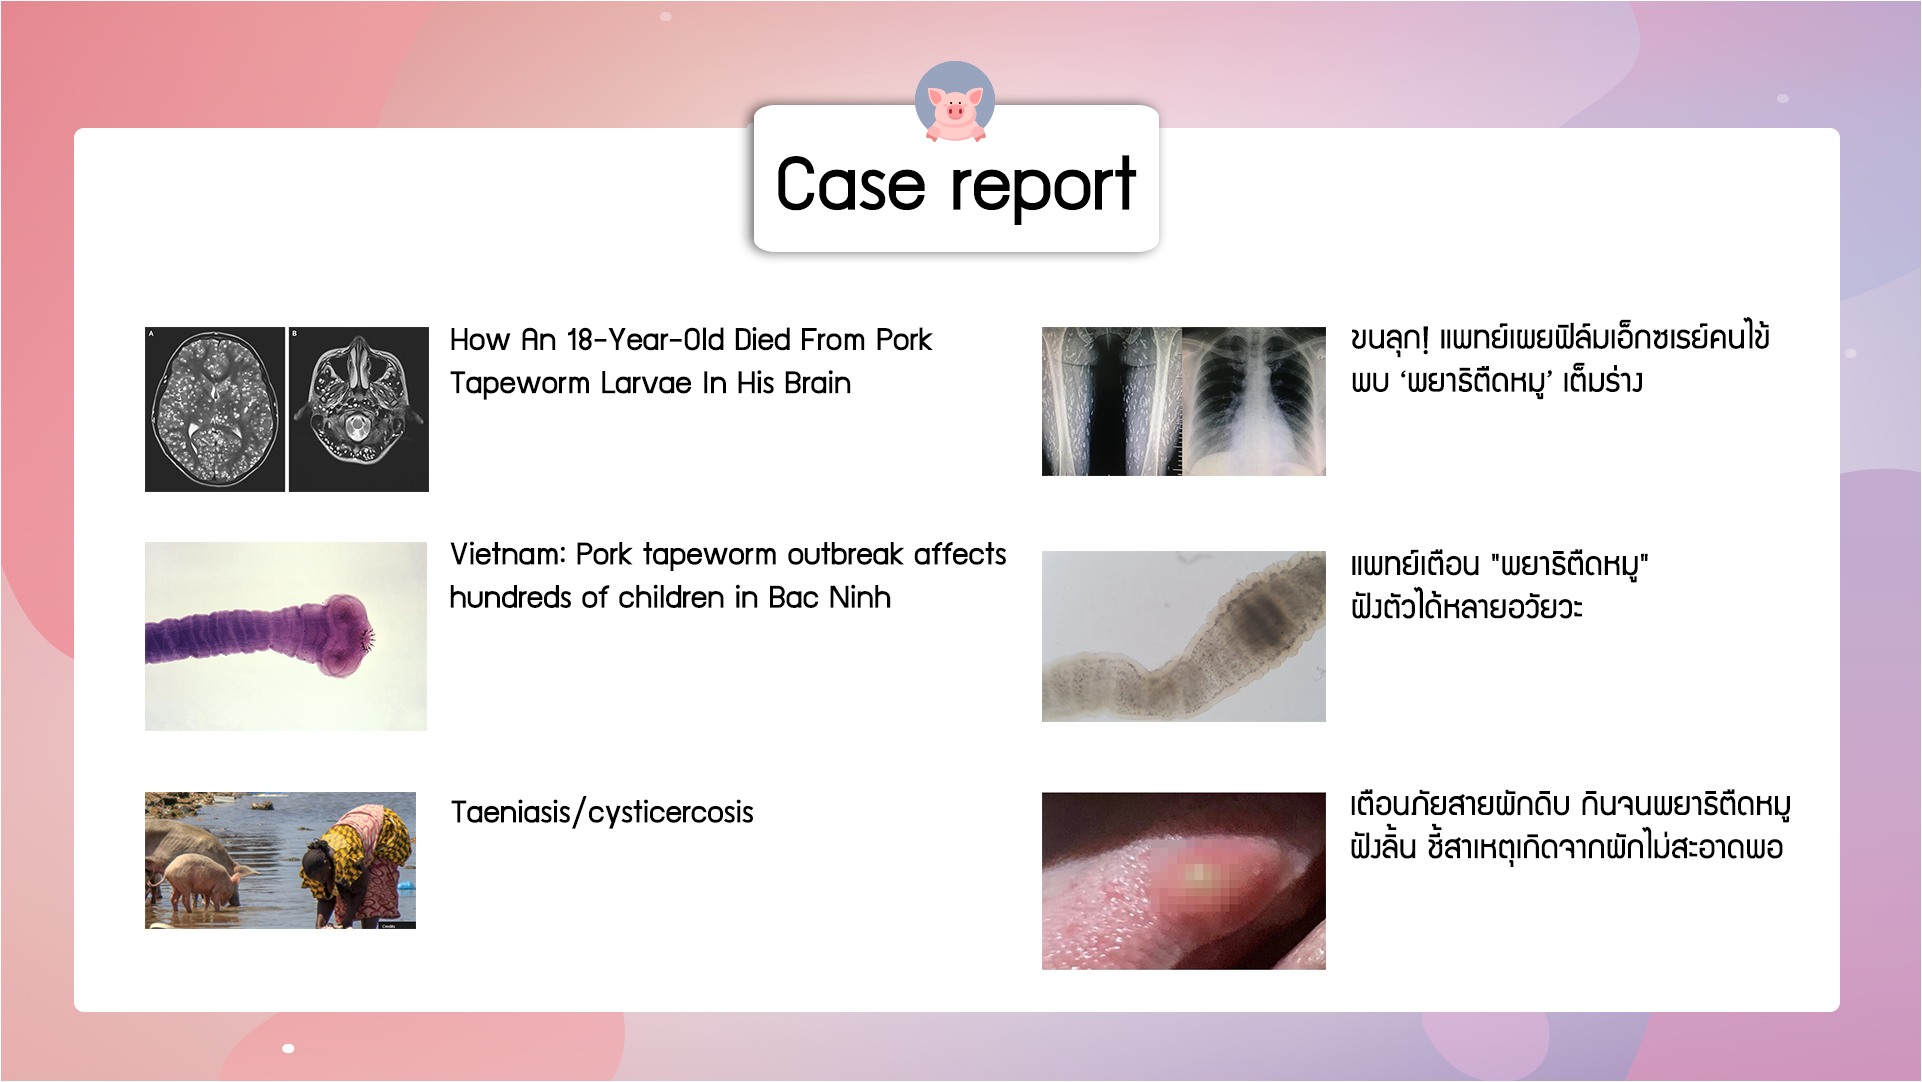 Case report
A
B
How An 18-Year-Old Died From Pork
Tapeworm Larvae In His Brain
Vietnam: Pork tapeworm outbreak affects
hundreds of children in Bac Ninh
Taeniasis/cysticercosis
Credits
ขนลุก! แพทย์เผยฟิล์มเอ็กซเรย์คนไข้
พบ ‘พยาธิตืดหมู’ เต็มร่าง
แพทย์เตือน "พยาธิตืดหมู"
ฝังตัวได้หลายอวัยวะ
เตือนภัยสายผักดิบ กินจนพยาธิตืดหมู
ฝังลิ้น ชี้สาเหตุเกิดจากผักไม่สะอาดพอ